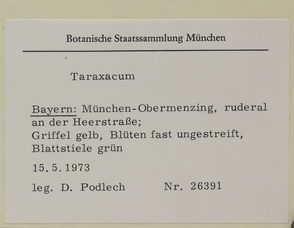 Botanische Staatssammlung München
Taraxacum
Bayern: München-Obermenzing, ruderal
an der Heerstraße;
Griffel gelb, Blüten fast ungestreift,
Blattstiele grün
15.5.1973
leg. D. Podlech Nr. 26391